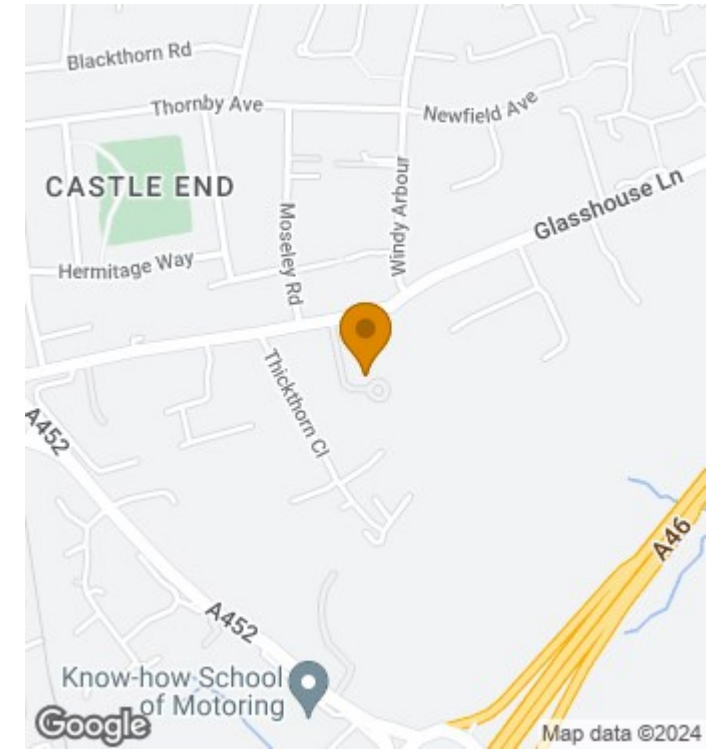 Blackthorn Rd
Thornby Ave
Newfield Ave
CASTLE END
Glasshouse Ln
Windy Arbour
Moseley Rd
Hermitage Way
Thickthorn Cl
A452
A46
A452
Know-how School
of Motoring
Google
Map data ©2024